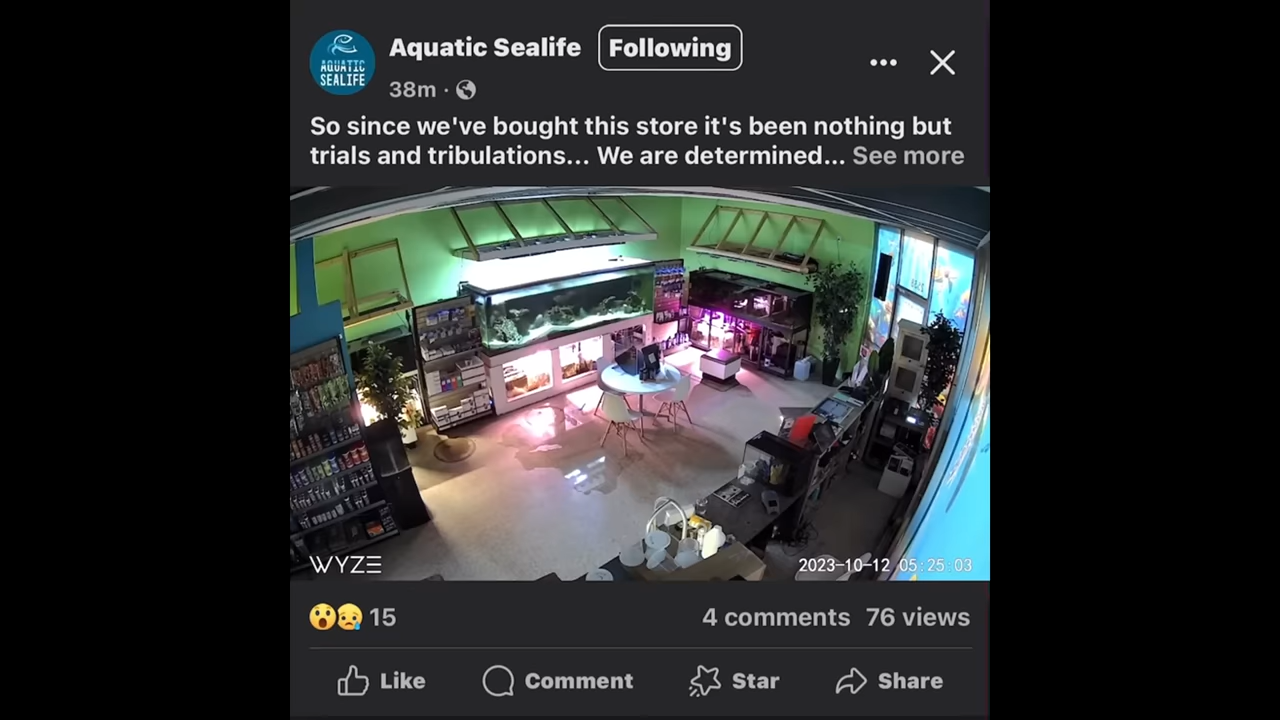 AQUATIC
SEALIFE
Aquatic Sealife Following
38m ·
So since we've bought this store it's been nothing but
trials and tribulations... We are determined... See more
WYZE
2023-10-12 05:25:03
15
4 comments 76 views
Like Comment Star Share